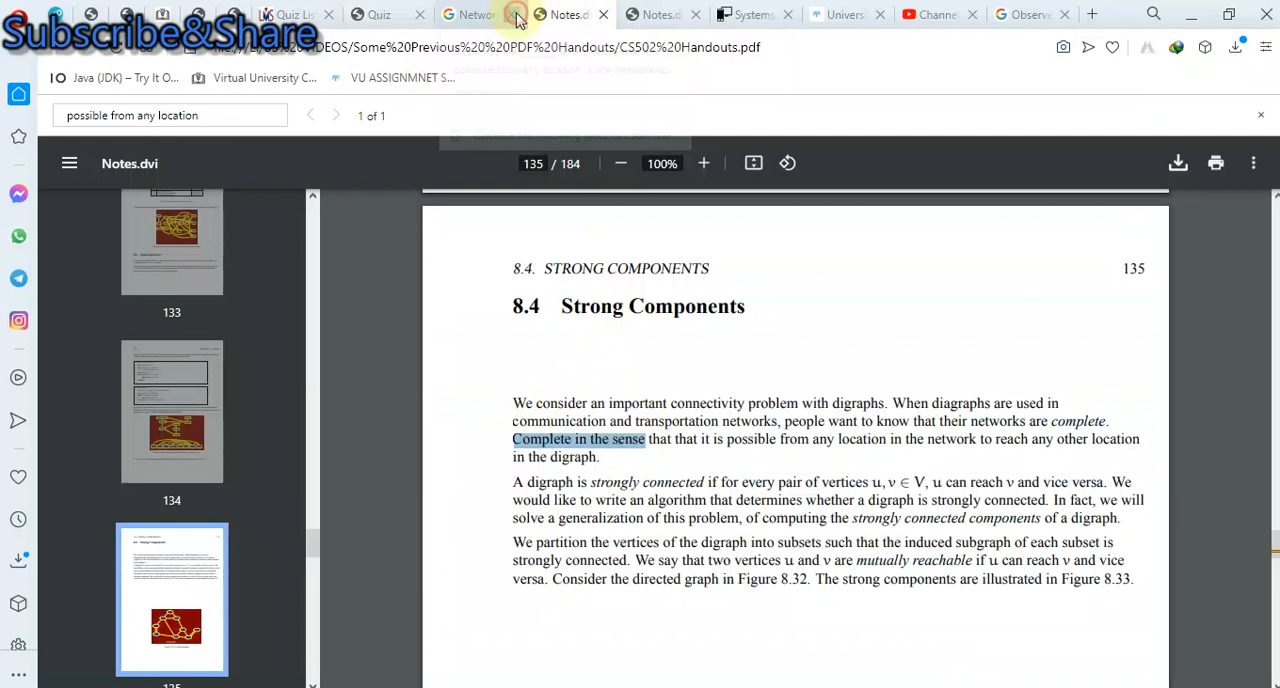 Quiz Lis
Quiz
Networ
Notes.d
Notes.d
Systems
Univers
Channe
Observe
Subscribe&Share
VIDEOS/Some%20Previous%20%20PDF%20Handouts/CS502%20Handouts.pdf
Java (JDK) – Try It O...
Virtual University C...
VU ASSIGNMNET S...
possible from any location
1 of 1
Notes.dvi
135 / 184
100%
133
134
8.4. STRONG COMPONENTS
135
8.4 Strong Components
We consider an important connectivity problem with digraphs. When diagraphs are used in
communication and transportation networks, people want to know that their networks are complete.
Complete in the sense that that it is possible from any location in the network to reach any other location
in the digraph.
A digraph is strongly connected if for every pair of vertices u, v ∈ V, u can reach v and vice versa. We
would like to write an algorithm that determines whether a digraph is strongly connected. In fact, we will
solve a generalization of this problem, of computing the strongly connected components of a digraph.
We partition the vertices of the digraph into subsets such that the induced subgraph of each subset is
strongly connected. We say that two vertices u and v are mutually reachable if u can reach v and vice
versa. Consider the directed graph in Figure 8.32. The strong components are illustrated in Figure 8.33.